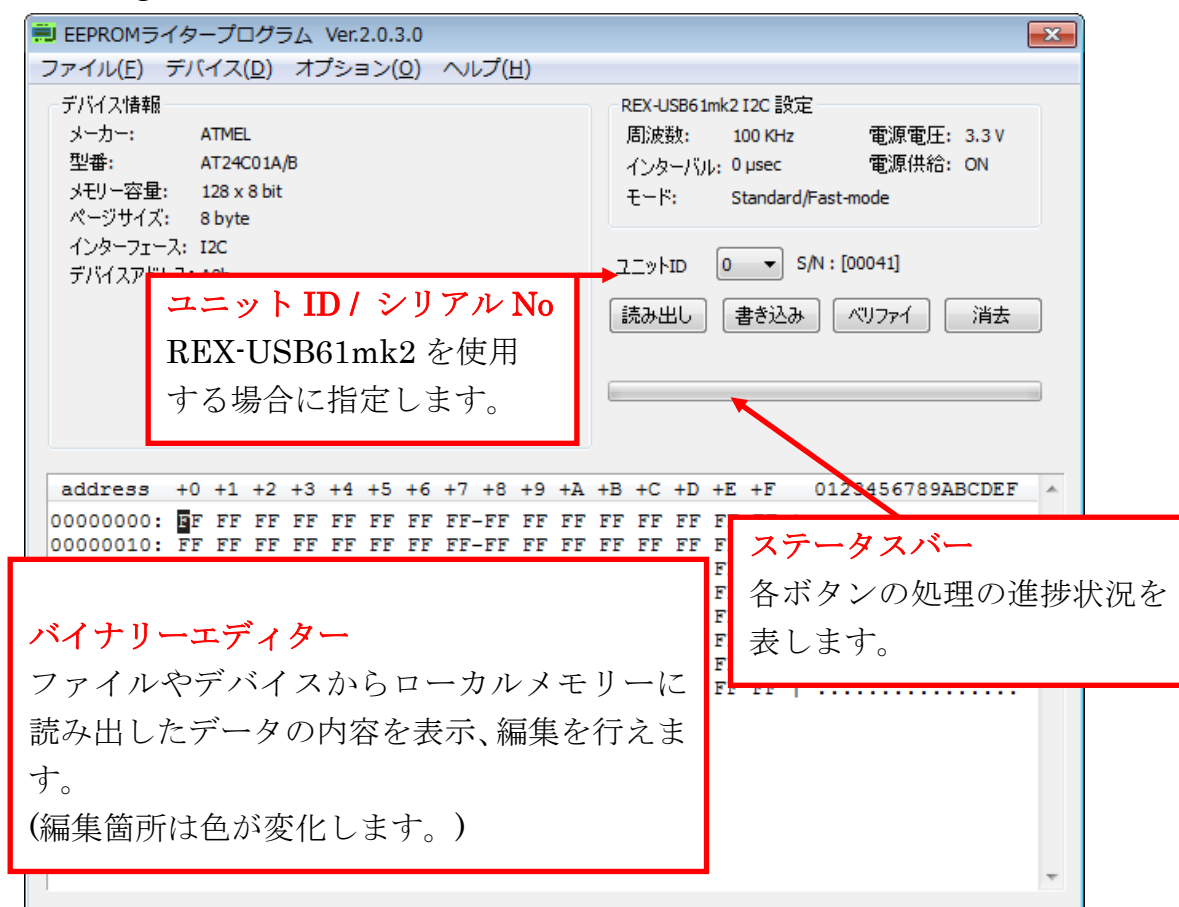 EEPROMライタープログラム Ver.2.0.3.0
ファイル(F) デバイス(D) オプション(O) ヘルプ(H)
デバイス情報
メーカー: ATMEL
型番: AT24C01A/B
メモリー容量: 128 x 8 bit
ページサイズ: 8 byte
インターフェース: I2C
REX-USB61mk2 I2C 設定
周波数: 100 KHz 電源電圧: 3.3 V
インターバル: 0 μsec 電源供給: ON
モード: Standard/Fast-mode
ユニットID 0 S/N : [00041]
読み出し 書き込み ベリファイ 消去
ユニット ID / シリアル No
REX-USB61mk2 を使用
する場合に指定します。
address +0 +1 +2 +3 +4 +5 +6 +7 +8 +9 +A +B +C +D +E +F 0123456789ABCDEF
00000000: FF FF FF FF FF FF FF FF-FF FF FF FF FF FF
00000010: FF FF FF FF FF FF FF FF-FF FF FF FF FF FF
FF FF | ................
ステータスバー
各ボタンの処理の進捗状況を
表します。
バイナリーエディター
ファイルやデバイスからローカルメモリーに
読み出したデータの内容を表示、編集を行えま
す。
(編集箇所は色が変化します。)